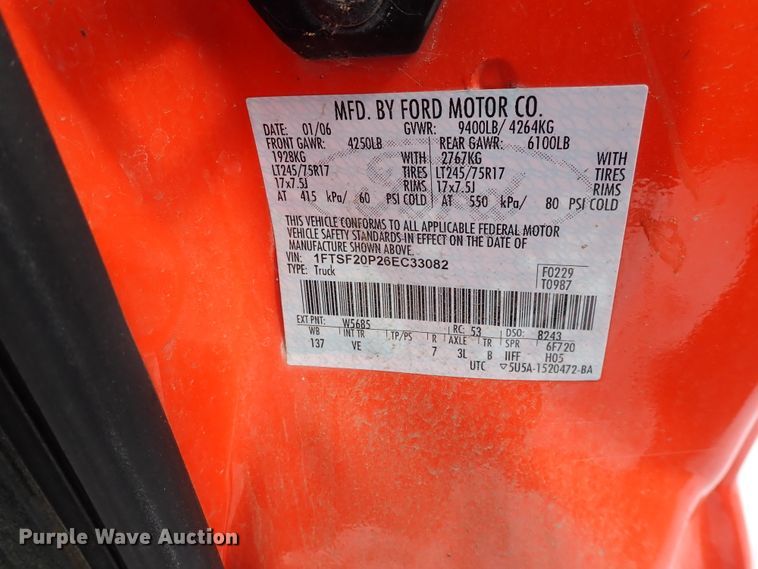 MFD. BY FORD MOTOR CO.
DATE: 01/06 GVWR: 9400LB/ 4264KG
FRONT GAWR: 4250LB REAR GAWR: 6100LB
1928KG WITH 2767KG WITH
LT245/75R17 TIRES LT245/75R17 TIRES
17x7.5J RIMS 17x7.5J RIMS
AT 415 kPa/ 60 PSI COLD AT 550 kPa/ 80 PSI COLD
THIS VEHICLE CONFORMS TO ALL APPLICABLE FEDERAL MOTOR
VEHICLE SAFETY STANDARDS IN EFFECT ON THE DATE OF
MANUFACTURE SHOWN ABOVE.
VIN: 1FTSF20P26EC33082 F0229
TYPE: Truck T0987
EXT PNT: W5685 RC: 53 DSO: 8243
WB INT TR TP/PS R AXLE TR SPR 6F720
137 VE 7 3L B IIFF H05
UTC ▽5U5A-1520472-BA
Purple Wave Auction